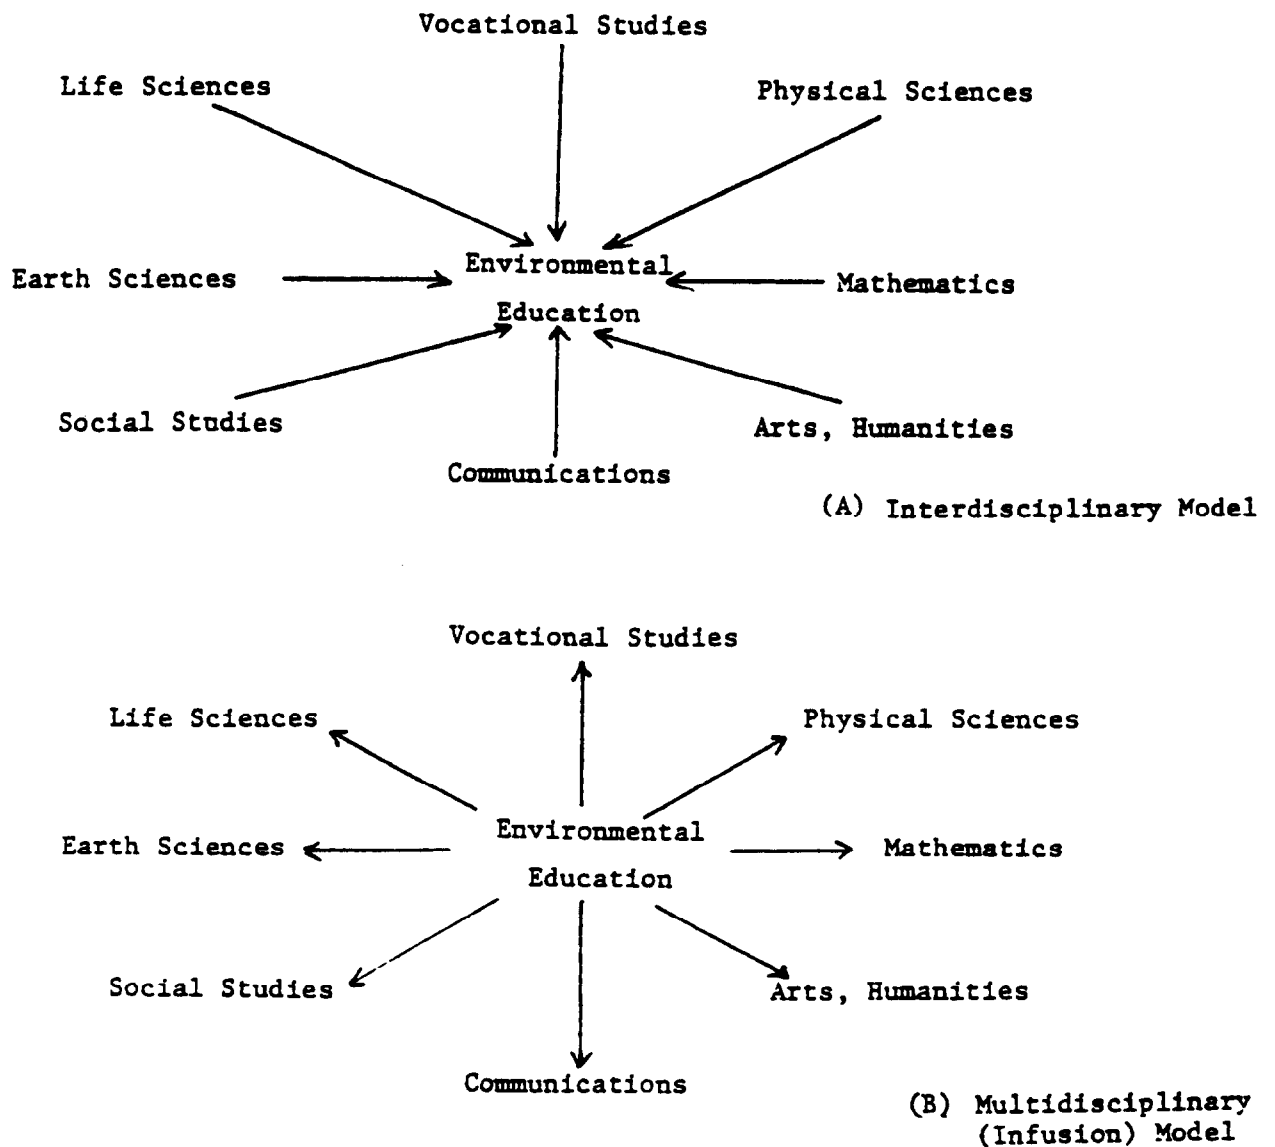 Vocational Studies
Life Sciences
Physical Sciences
Environmental
Earth Sciences
Mathematics
Education
Social Studies
Arts, Humanities
Communications
(A) Interdisciplinary Model
Vocational Studies
Life Sciences
Physical Sciences
Environmental
Earth Sciences
Mathematics
Education
Social Studies
Arts, Humanities
Communications
(B) Multidisciplinary
(Infusion) Model